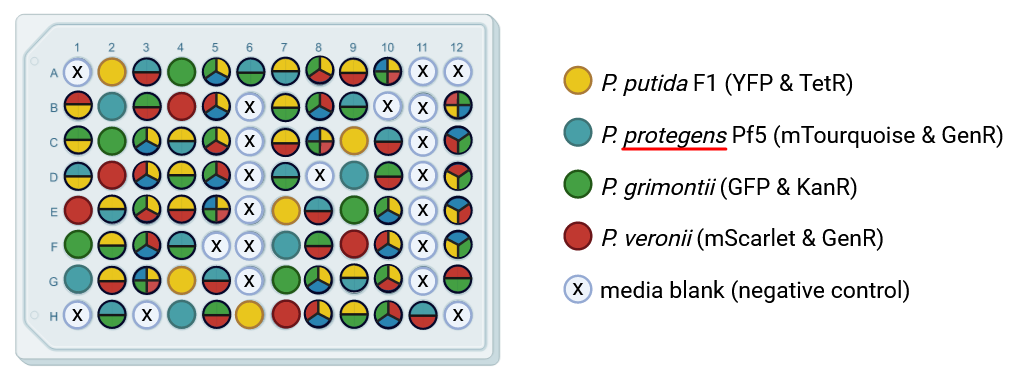 1 2 3 4 5 6 7 8 9 10 11 12
A X X X
B X X X
C X X
D X X X
E X X
F X X X
G X X
H X X X
P. putida F1 (YFP & TetR)
P. protegens Pf5 (mTourquoise & GenR)
P. grimontii (GFP & KanR)
P. veronii (mScarlet & GenR)
X media blank (negative control)